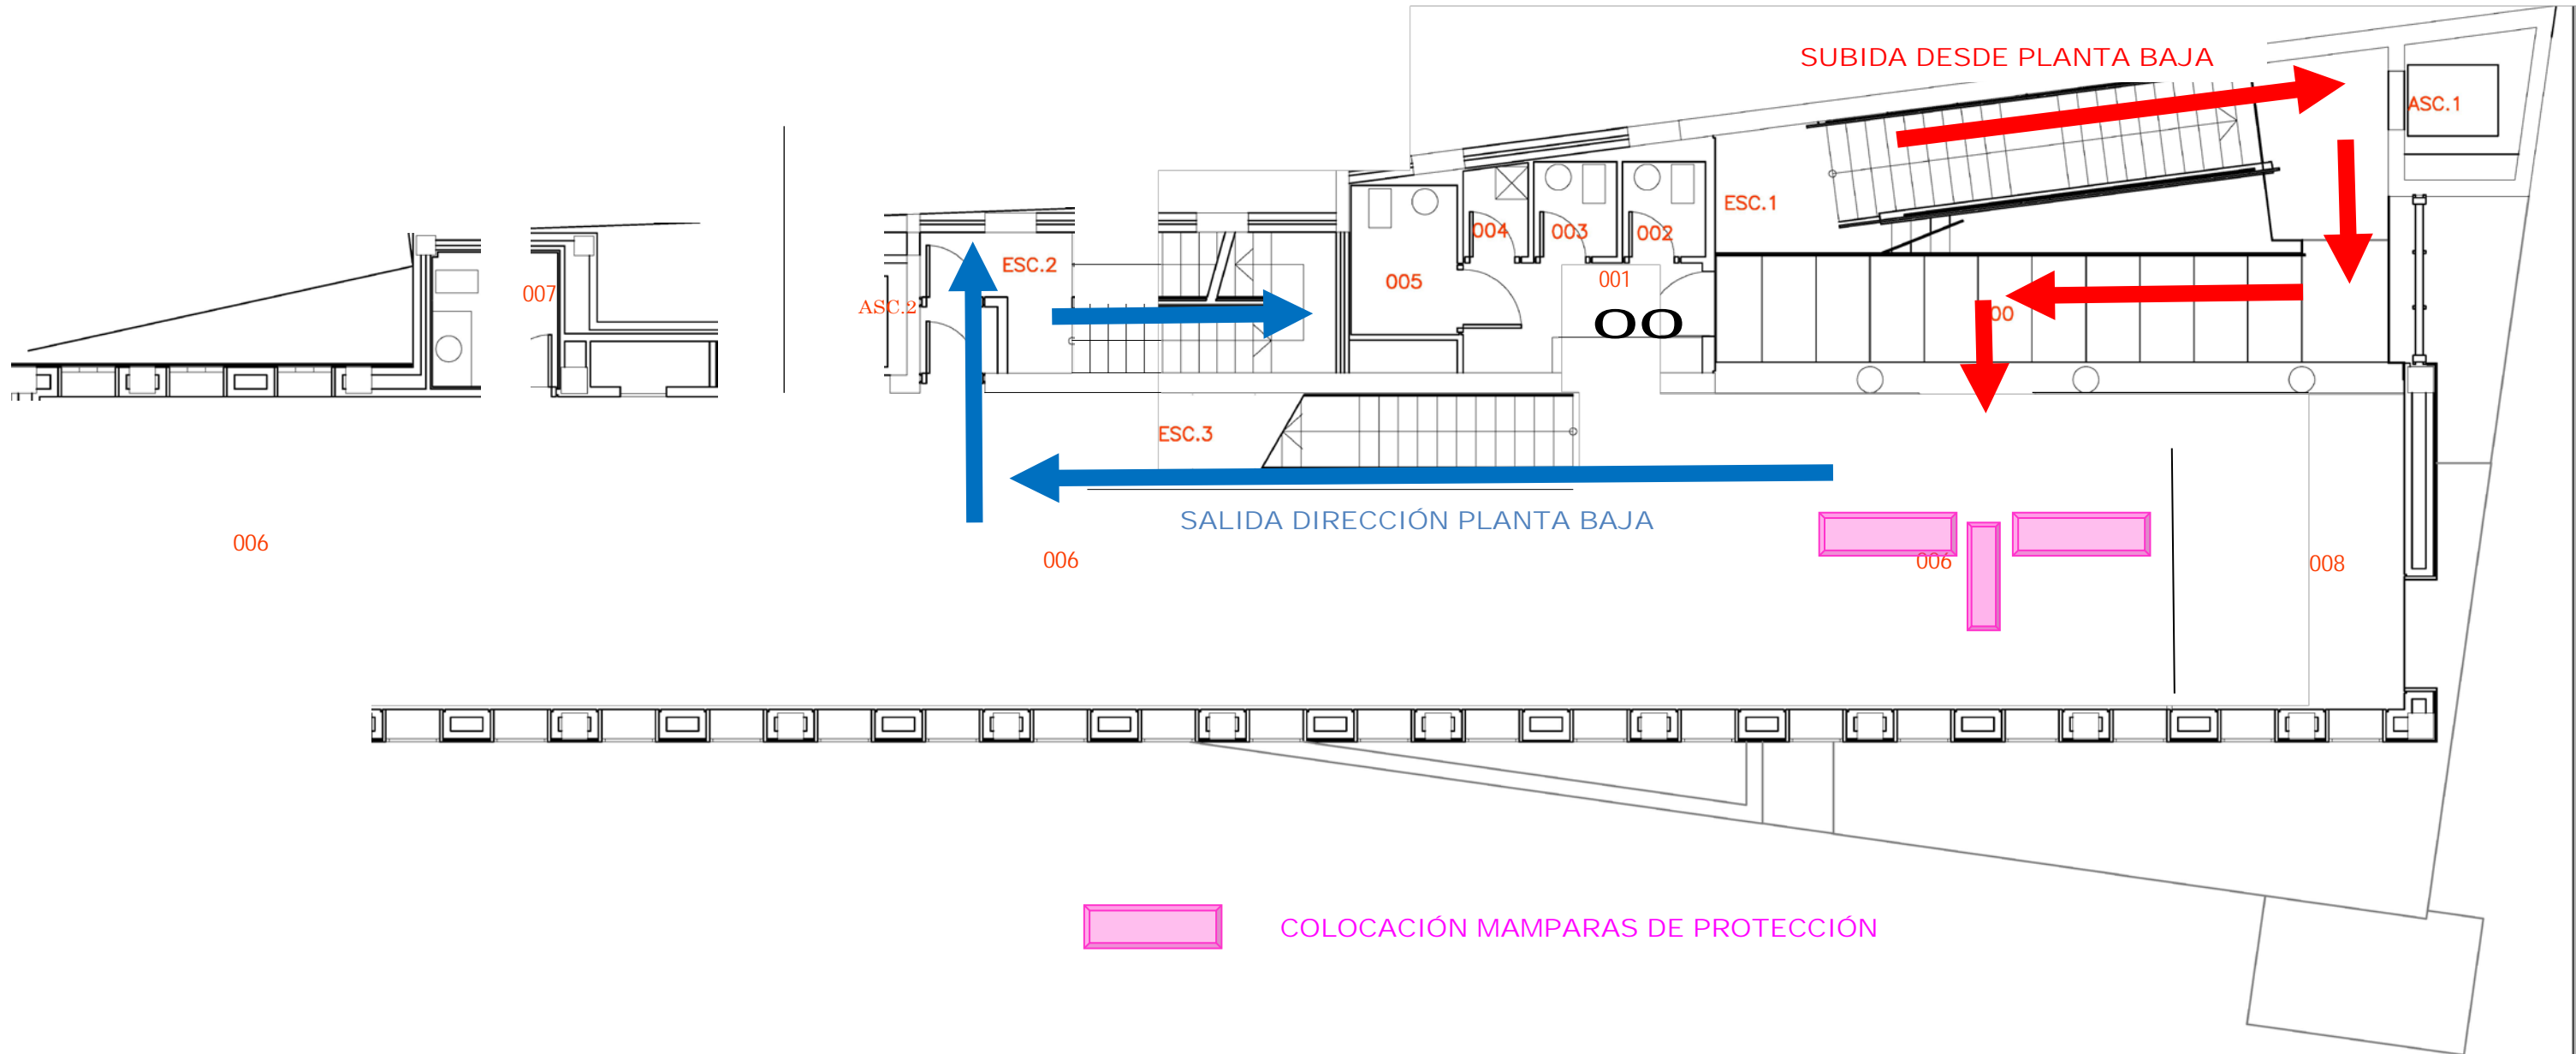 SUBIDA DESDE PLANTA BAJA
ASC.1
ESC.1
004
003
002
ESC.2
005
001
007
ASC.2
OO
00
ESC.3
SALIDA DIRECCIÓN PLANTA BAJA
006
006
006
008
COLOCACIÓN MAMPARAS DE PROTECCIÓN